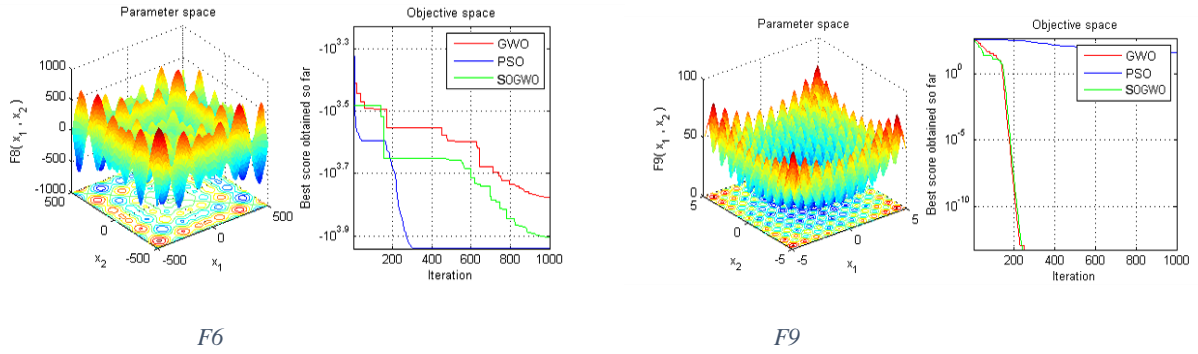 Parameter space
F8( x1 , x2 )
1000
500
0
-500
-1000
500
0
-500
x2
-500
0
500
x1
Objective space
-10^3.3
-10^3.5
-10^3.7
-10^3.9
Best score obtained so far
200 400 600 800 1000
Iteration
GWO
PSO
SOGWO
F6
Parameter space
F9( x1 , x2 )
100
50
0
5
0
-5
x2
-5
0
5
x1
Objective space
10^0
10^-5
10^-10
Best score obtained so far
200 400 600 800 1000
Iteration
GWO
PSO
SOGWO
F9